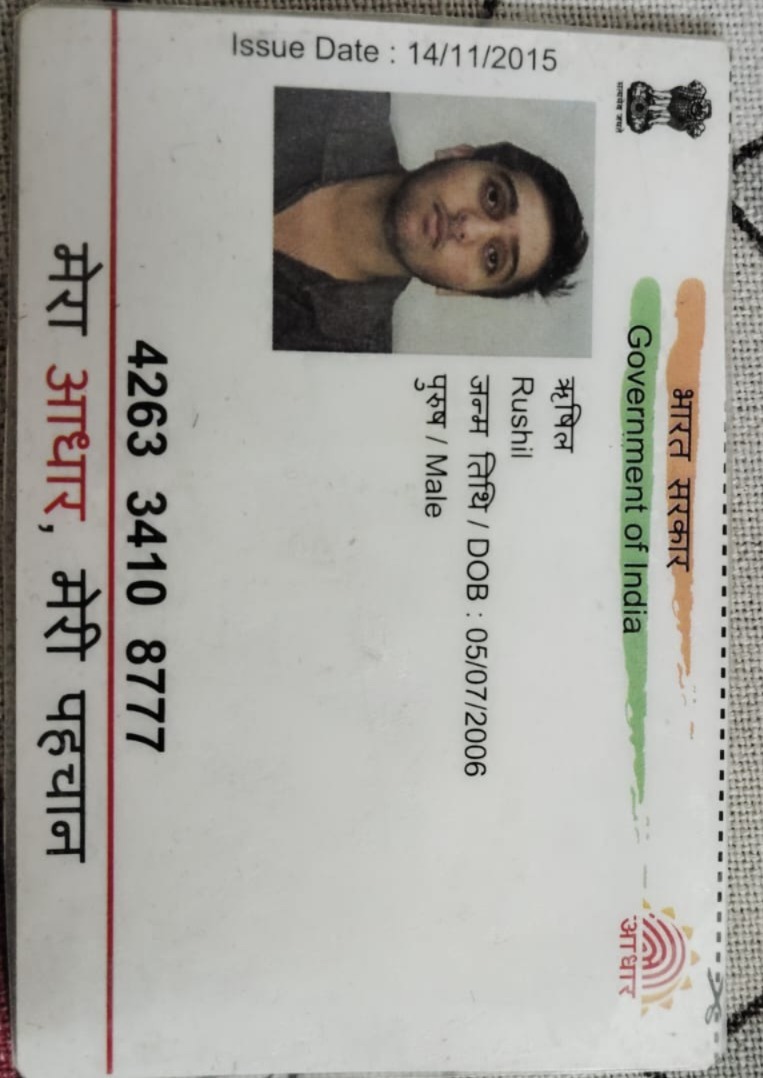 Issue Date : 14/11/2015
सत्यमेव जयते
भारत सरकार
Government of India
आधार
ऋषिल
Rushil
जन्म तिथि / DOB : 05/07/2006
पुरुष / Male
4263 3410 8777
मेरा आधार, मेरी पहचान